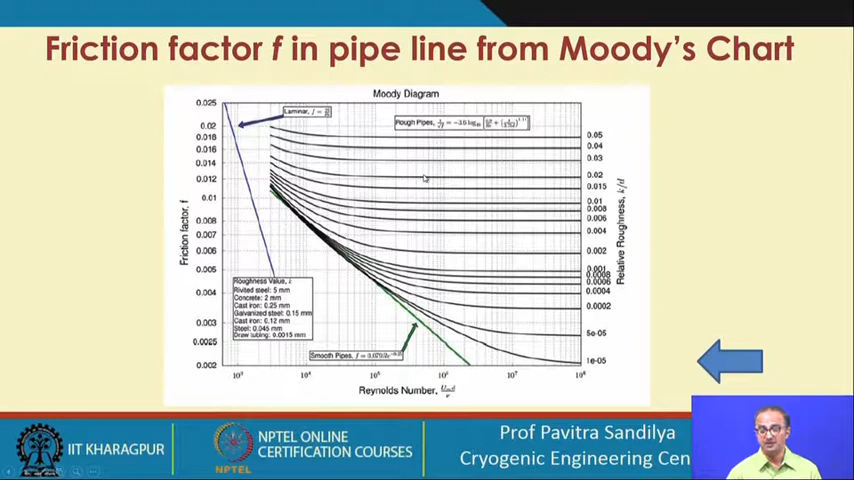 Friction factor f in pipe line from Moody's Chart
Moody Diagram
Laminar, f =
Rough Pipes,
Friction factor, f
0.025
0.02
0.018
0.016
0.014
0.012
0.01
0.008
0.007
0.006
0.005
0.004
0.003
0.0025
0.002
0.05
0.04
0.03
0.02
0.015
0.01
0.008
0.006
0.004
0.002
0.001
0.0008
0.0006
0.0004
0.0002
5e-05
1e-05
Relative Roughness, k/d
Roughness Value,
Rivited steel: 5 mm
Concrete: 2 mm
Cast iron: 0.25 mm
Galvanized steel: 0.15 mm
Cast iron: 0.12 mm
Steel: 0.045 mm
Draw tubing: 0.0015 mm
Smooth Pipes,
10³
10⁴
10⁵
10⁶
10⁷
10⁸
Reynolds Number,
IIT KHARAGPUR
NPTEL
NPTEL ONLINE
CERTIFICATION COURSES
Prof Pavitra Sandilya
Cryogenic Engineering Cen